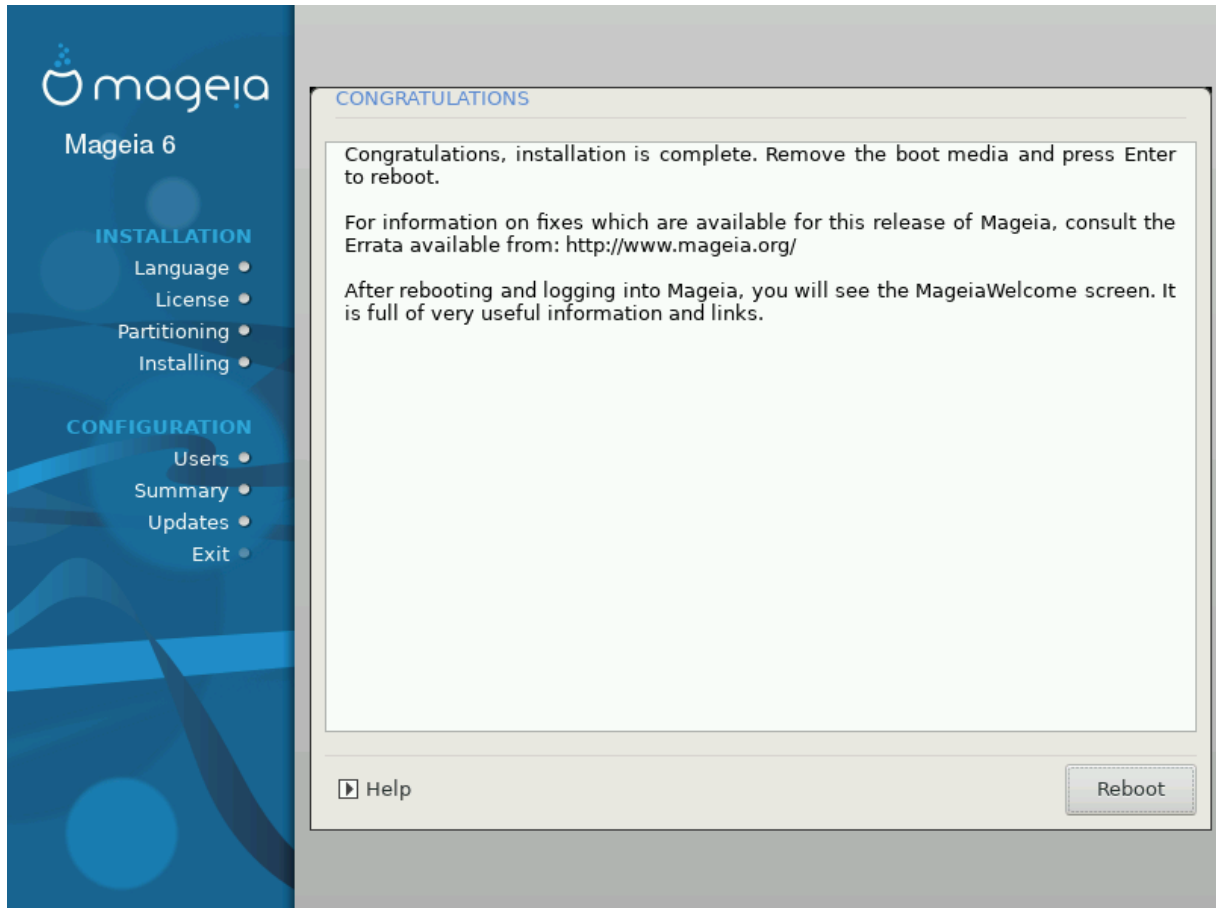 mageia
Mageia 6
INSTALLATION
Language
License
Partitioning
Installing
CONFIGURATION
Users
Summary
Updates
Exit
CONGRATULATIONS
Congratulations, installation is complete. Remove the boot media and press Enter
to reboot.
For information on fixes which are available for this release of Mageia, consult the
Errata available from: http://www.mageia.org/
After rebooting and logging into Mageia, you will see the MageiaWelcome screen. It
is full of very useful information and links.
Help
Reboot